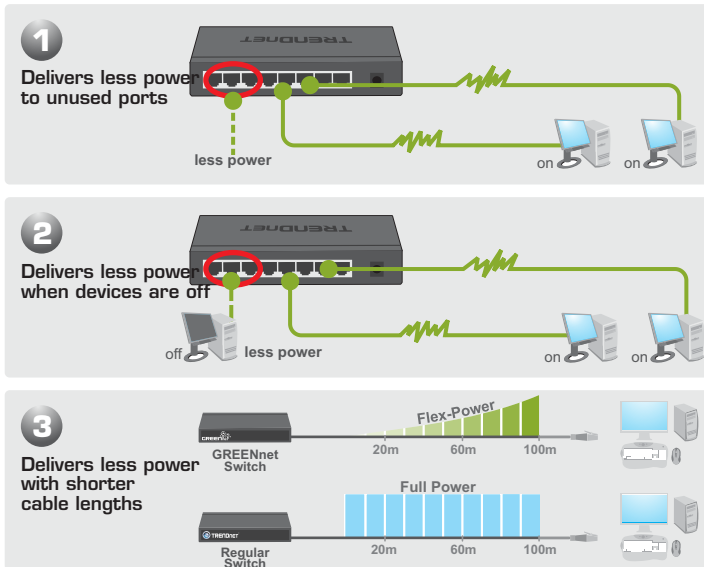 1
TRENDnet
Delivers less power
to unused ports
less power
on
on
2
TRENDnet
Delivers less power
when devices are off
off
less power
on
on
3
Delivers less power
with shorter
cable lengths
GREENnet
Flex-Power
GREENnet
Switch
20m
60m
100m
Full Power
TRENDNET
Regular
Switch
20m
60m
100m